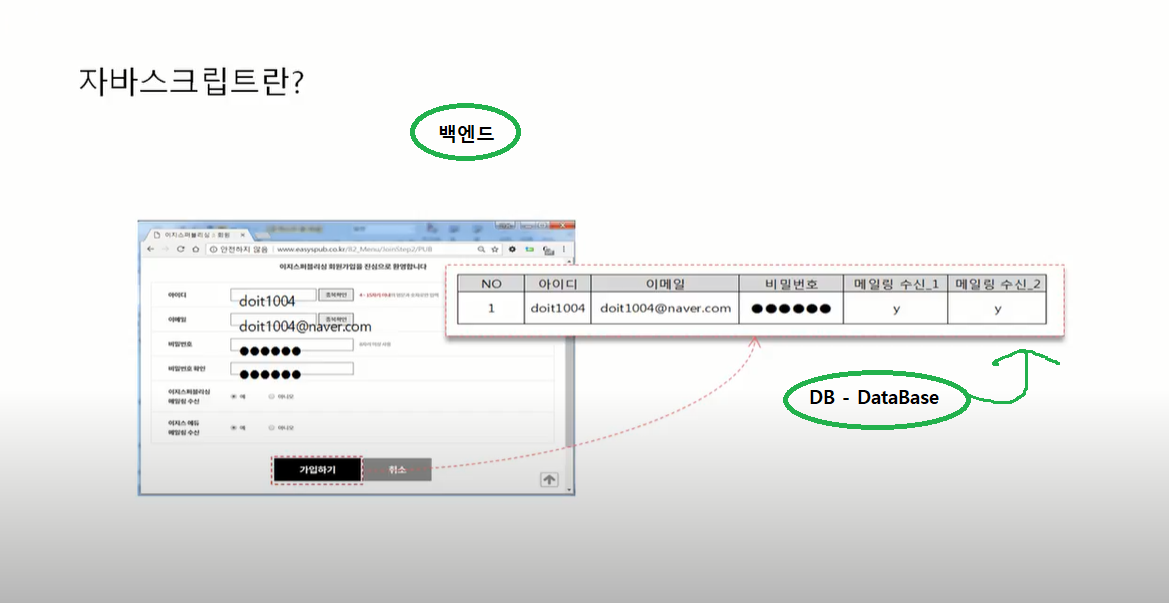 자바스크립트란?
백엔드
이지스퍼블리싱 : 회원
안전하지 않음 www.easyspub.co.kr/82_Menu/JoinStep2/PUB
이지스퍼블리싱 회원가입을 진심으로 환영합니다
아이디 doit1004 중복확인
이메일 doit1004@naver.com
비밀번호 ●●●●●●
비밀번호 확인 ●●●●●●
이지스퍼블리싱
메일링 수신 예 아니오
이지스 에듀
메일링 수신 예 아니오
가입하기 취소
NO 아이디 이메일 비밀번호 메일링 수신_1 메일링 수신_2
1 doit1004 doit1004@naver.com ●●●●●● y y
DB - DataBase